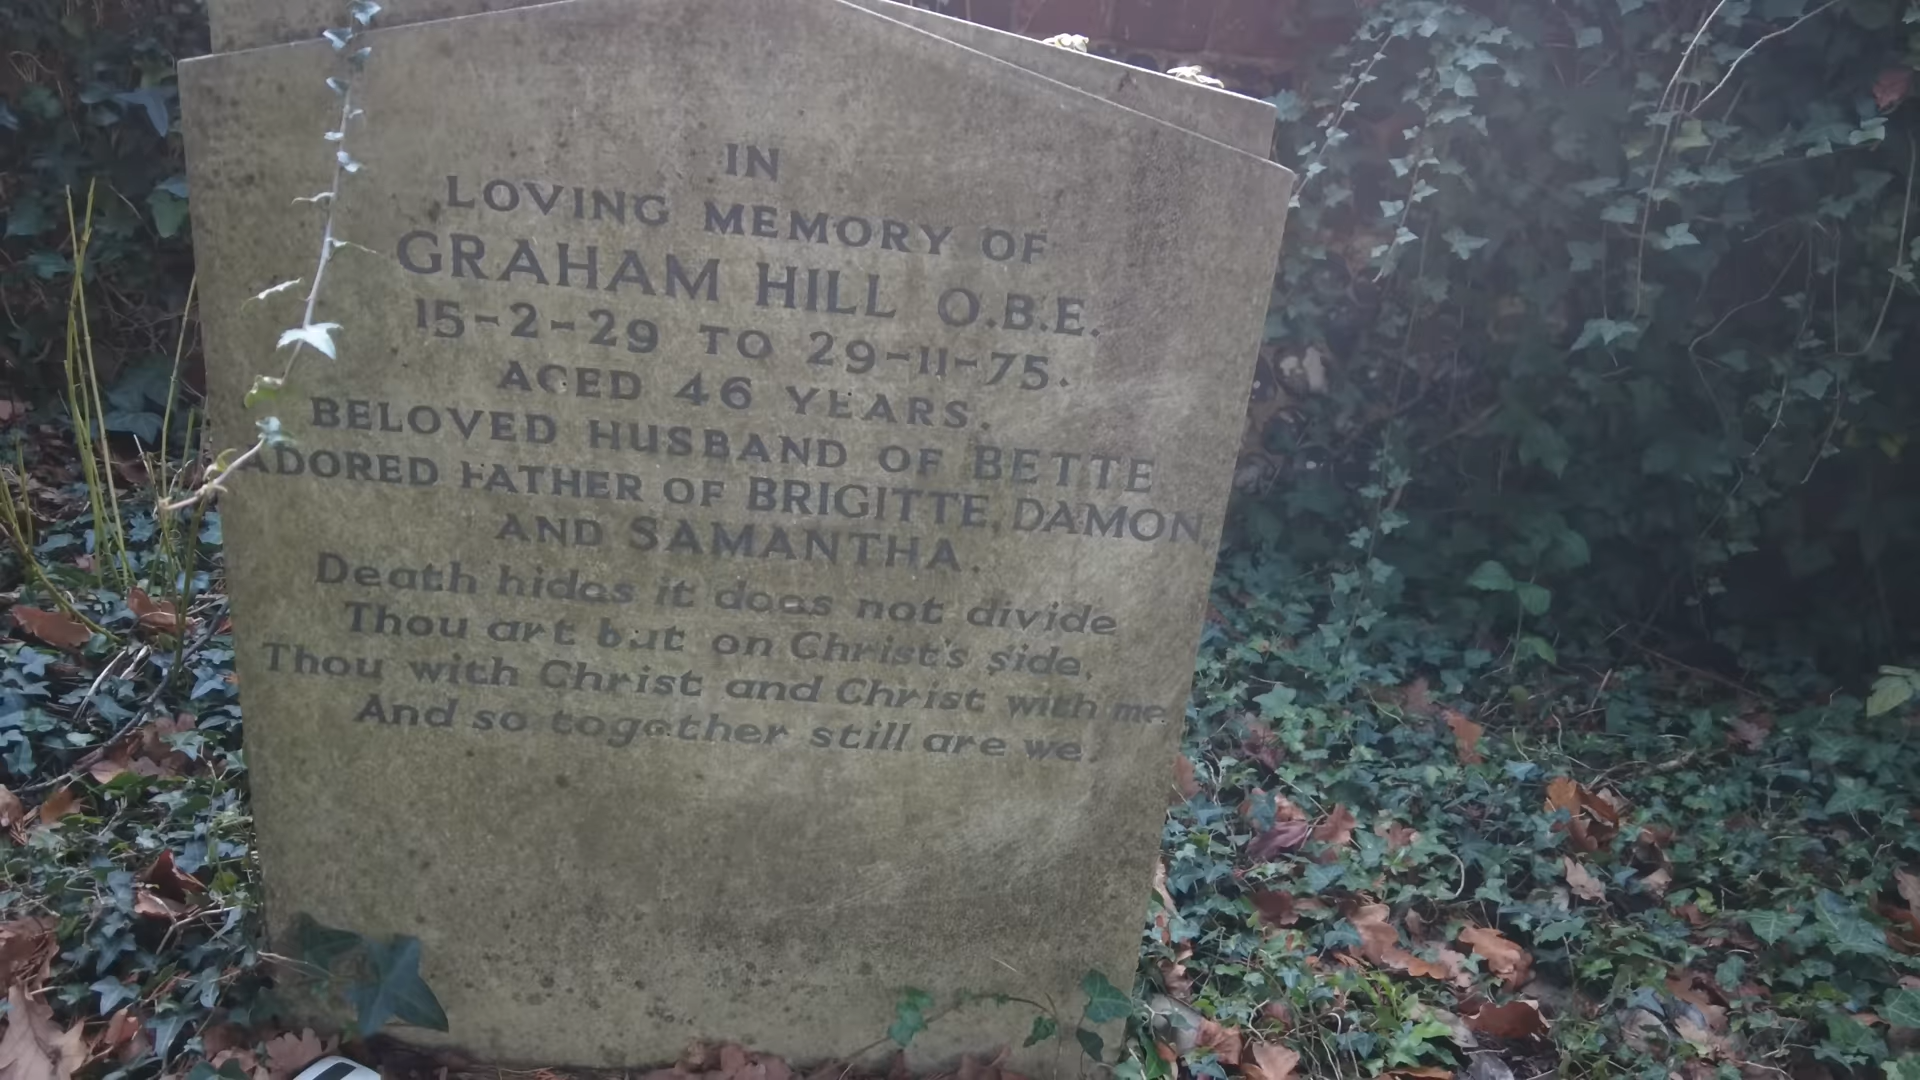 IN
LOVING MEMORY OF
GRAHAM HILL O.B.E.
15-2-29 TO 29-11-75.
AGED 46 YEARS.
BELOVED HUSBAND OF BETTE
ADORED FATHER OF BRIGITTE, DAMON,
AND SAMANTHA.
Death hides it does not divide
Thou art but on Christ's side,
Thou with Christ and Christ with me
And so together still are we.